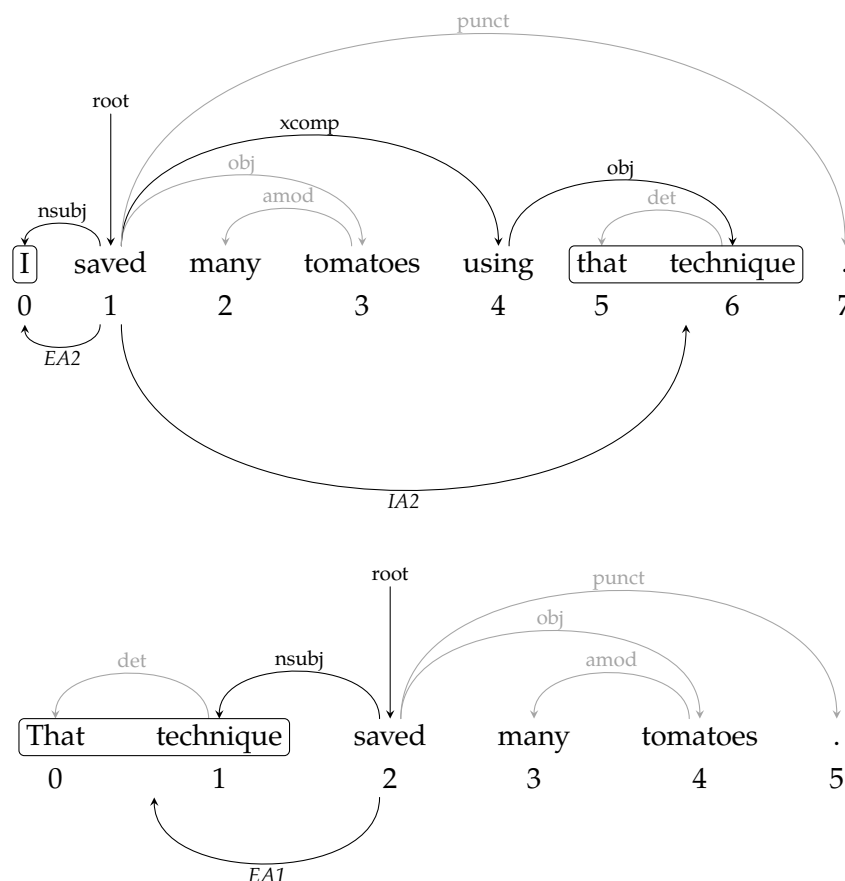 punct
root
xcomp
obj obj
amod det
nsubj
I saved many tomatoes using that technique .
0 1 2 3 4 5 6 7
EA2
IA2
root
punct
obj
det nsubj amod
That technique saved many tomatoes .
0 1 2 3 4 5
EA1